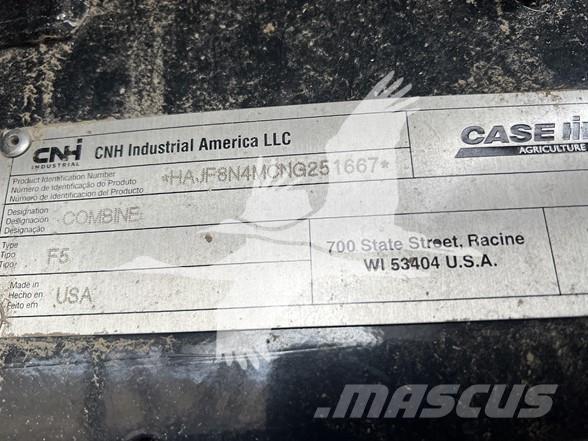 CNH
INDUSTRIAL
CNH Industrial America LLC
CASE IH
AGRICULTURE
Product Identification Number
Número de Identificação do Produto
Número de Identificacion del Producto
*HAJF8N4MCNG251667*
Designation
Designación
Designação
COMBINE
Type
Tipo
Tipo
F5
700 State Street, Racine
WI 53404 U.S.A.
Made in
Hecho en
Feito em
USA
MASCUS